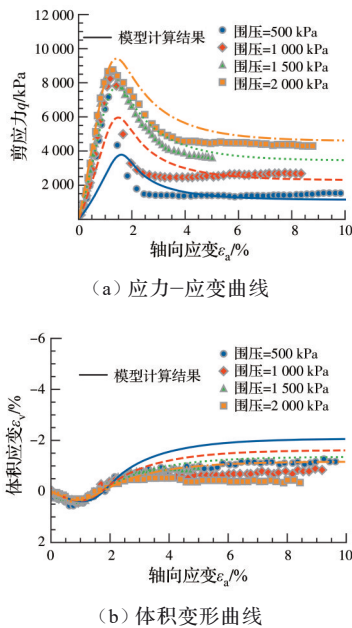 12 000
10 000
8 000
6 000
4 000
2 000
0
剪应力q/kPa
模型计算结果
围压=500 kPa
围压=1 000 kPa
围压=1 500 kPa
围压=2 000 kPa
2
4
6
8
10
轴向应变εa/%
(a) 应力−应变曲线
-6
-4
-2
0
2
体积应变εv/%
模型计算结果
围压=500 kPa
围压=1 000 kPa
围压=1 500 kPa
围压=2 000 kPa
0
2
4
6
8
10
轴向应变εa/%
(b) 体积变形曲线